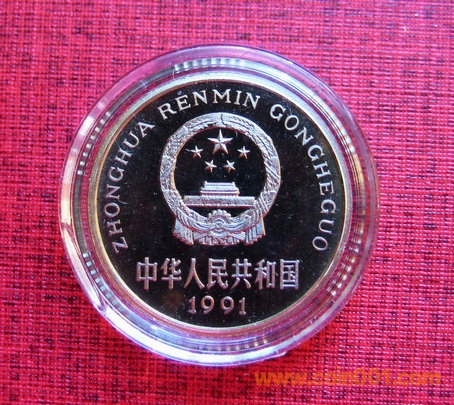 ZHONGHUA RENMIN GONGHEGUO
中华人民共和国
1991
www.coin001.com